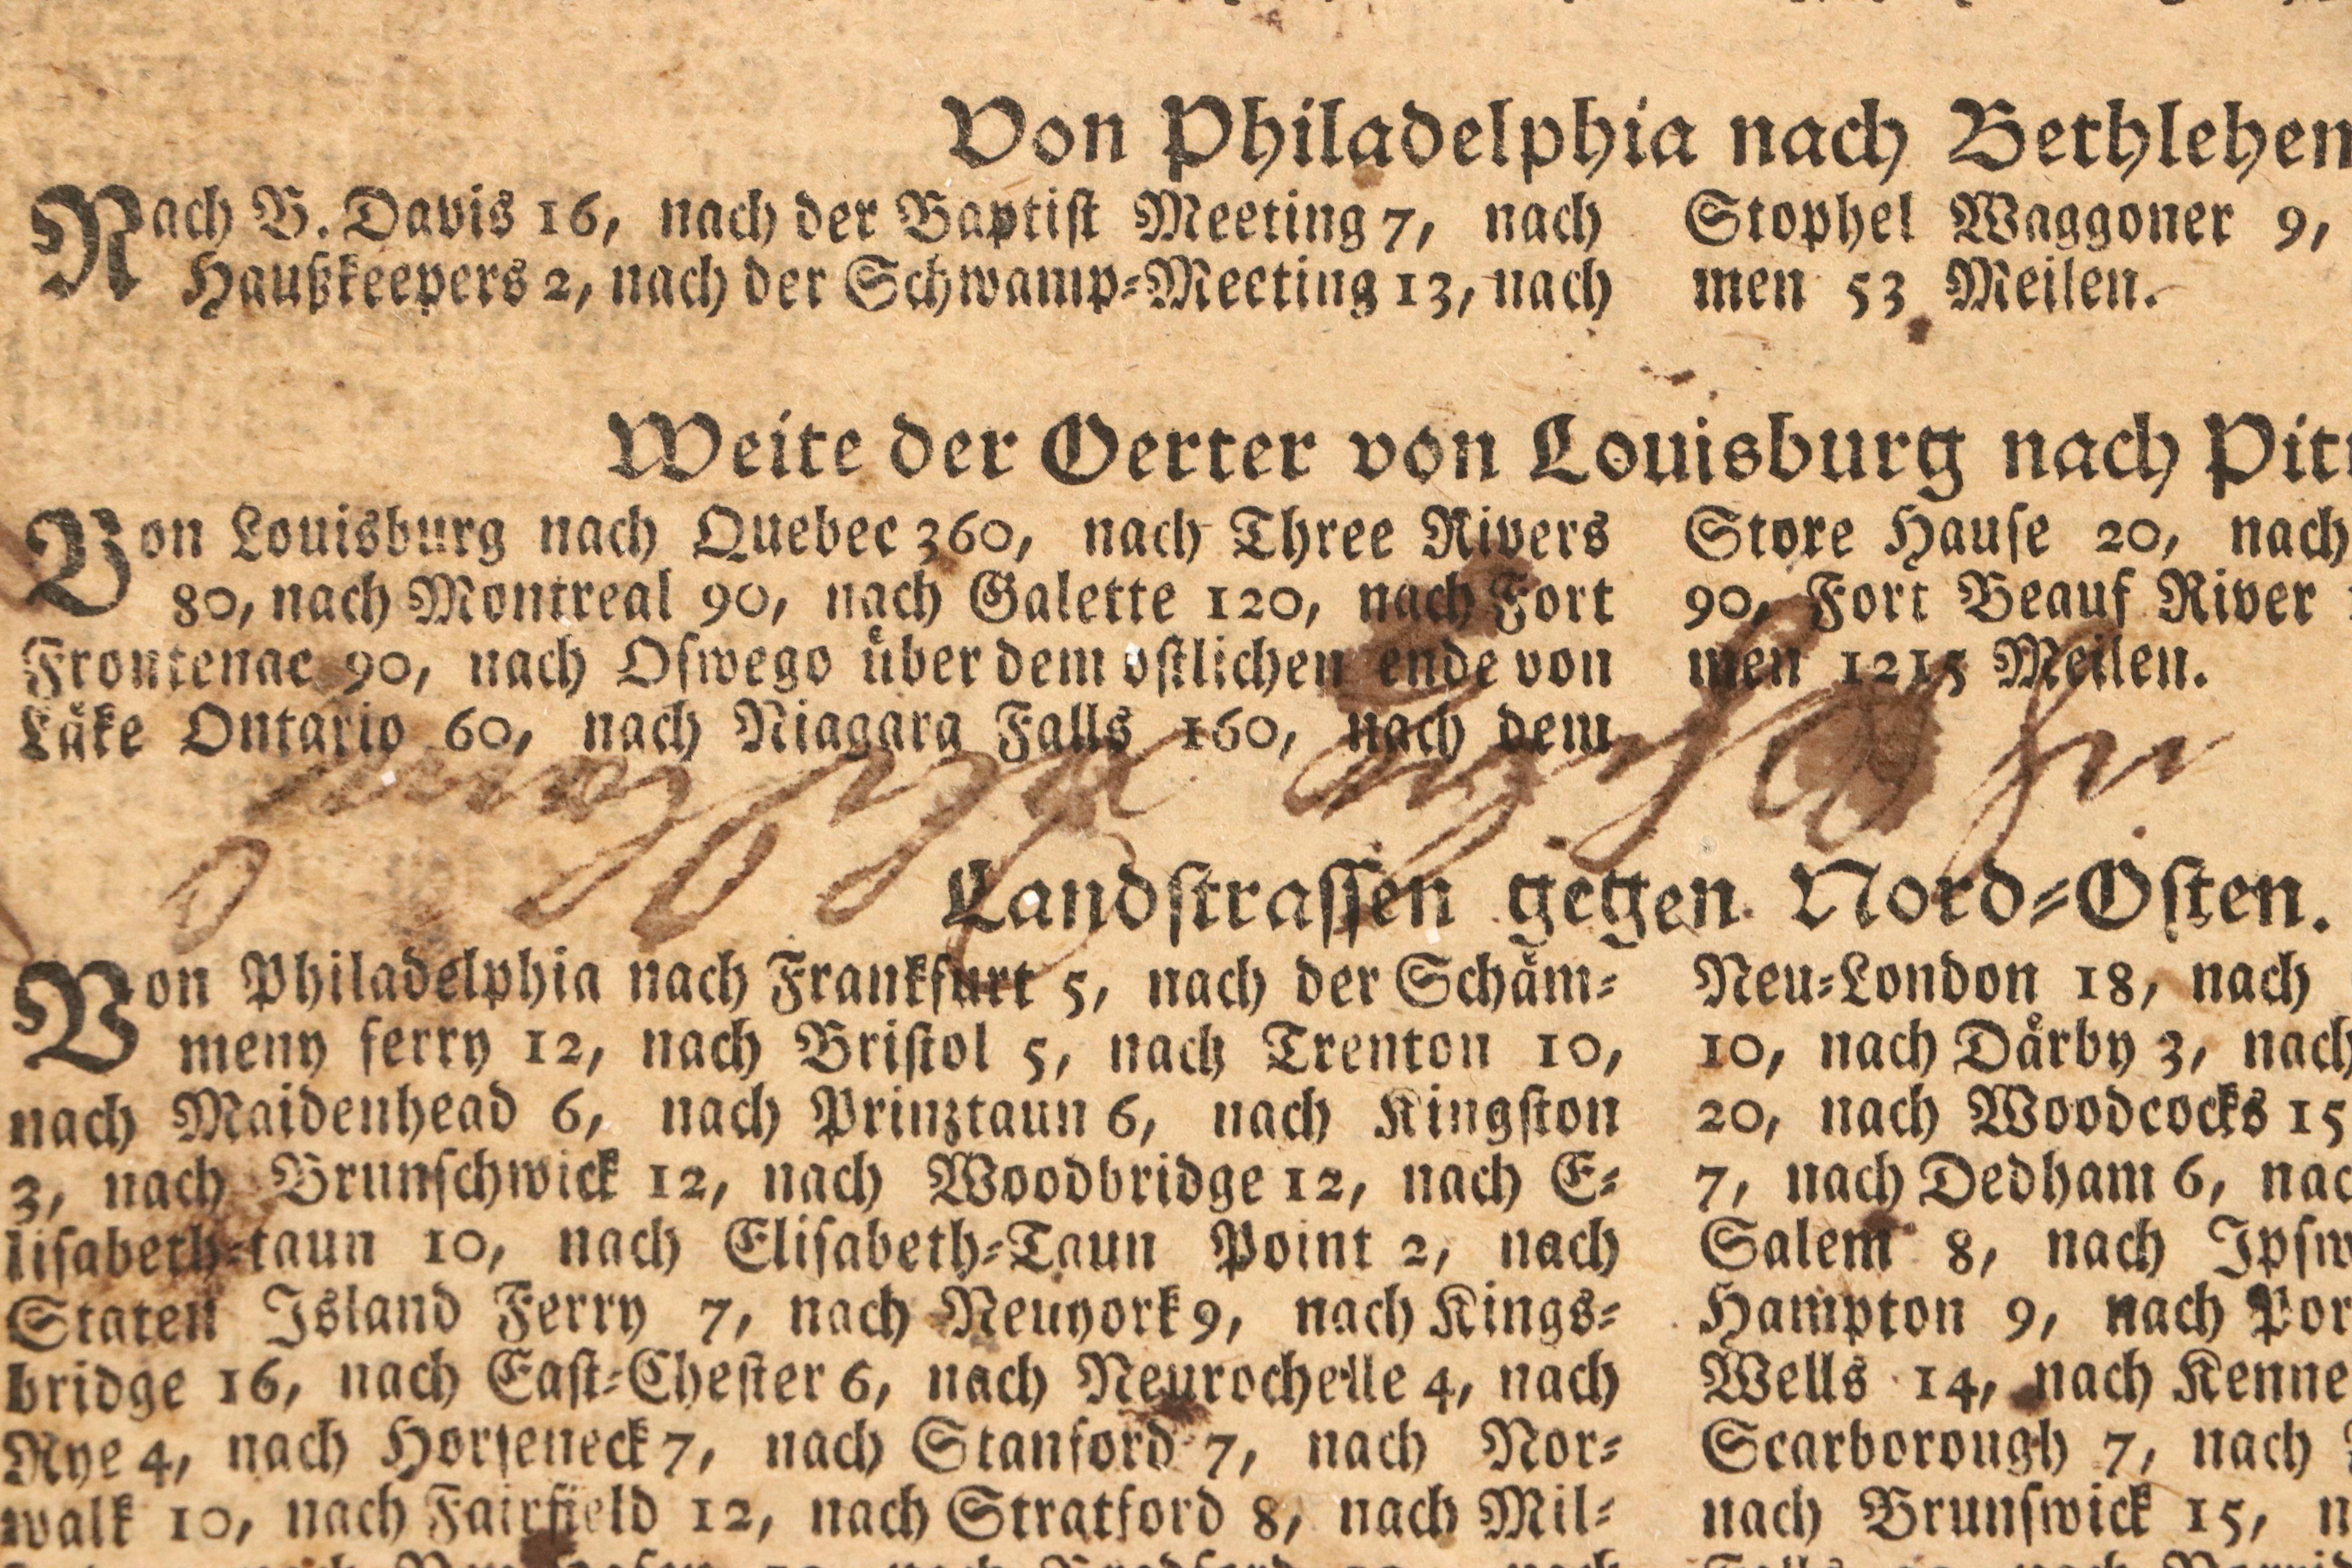 Von Philadelphia nach Bethlehem
Nach B. Davis 16, nach der Baptist Meeting 7, nach
Haußkeepers 2, nach der Schwamp=Meeting 13, nach
Stophel Waggoner 9,
men 53 Meilen.
Weite der Oerter von Louisburg nach Pit
Von Louisburg nach Quebec 360, nach Three Rivers
80, nach Montreal 90, nach Galette 120, nach Fort
Frontenac 90, nach Oswego über dem ostlichen ende von
Läke Ontario 60, nach Niagara Falls 160, nach dem
Store Hause 20, nach
90, Fort Beauf River
men 1215 Meilen.
Landstrassen gegen Nord=Osten.
Von Philadelphia nach Frankfurt 5, nach der Schäm=
meny ferry 12, nach Bristol 5, nach Trenton 10,
nach Maidenhead 6, nach Prinztaun 6, nach Kingston
3, nach Brunschwick 12, nach Woodbridge 12, nach E=
lisabeth=taun 10, nach Elisabeth=Taun Point 2, nach
Staten Island Ferry 7, nach Neuyork 9, nach Kings=
bridge 16, nach East=Chester 6, nach Neurochelle 4, nach
Rye 4, nach Horseneck 7, nach Stanford 7, nach Nor=
walk 10, nach Fairfield 12, nach Stratford 8, nach Mil=
Neu=London 18, nach
10, nach Därby 3, nach
20, nach Woodcocks 15
7, nach Dedham 6, nac
Salem 8, nach Ipsw
Hampton 9, nach Por
Wells 14, nach Kenne
Scarborough 7, nach
nach Brunswick 15, n